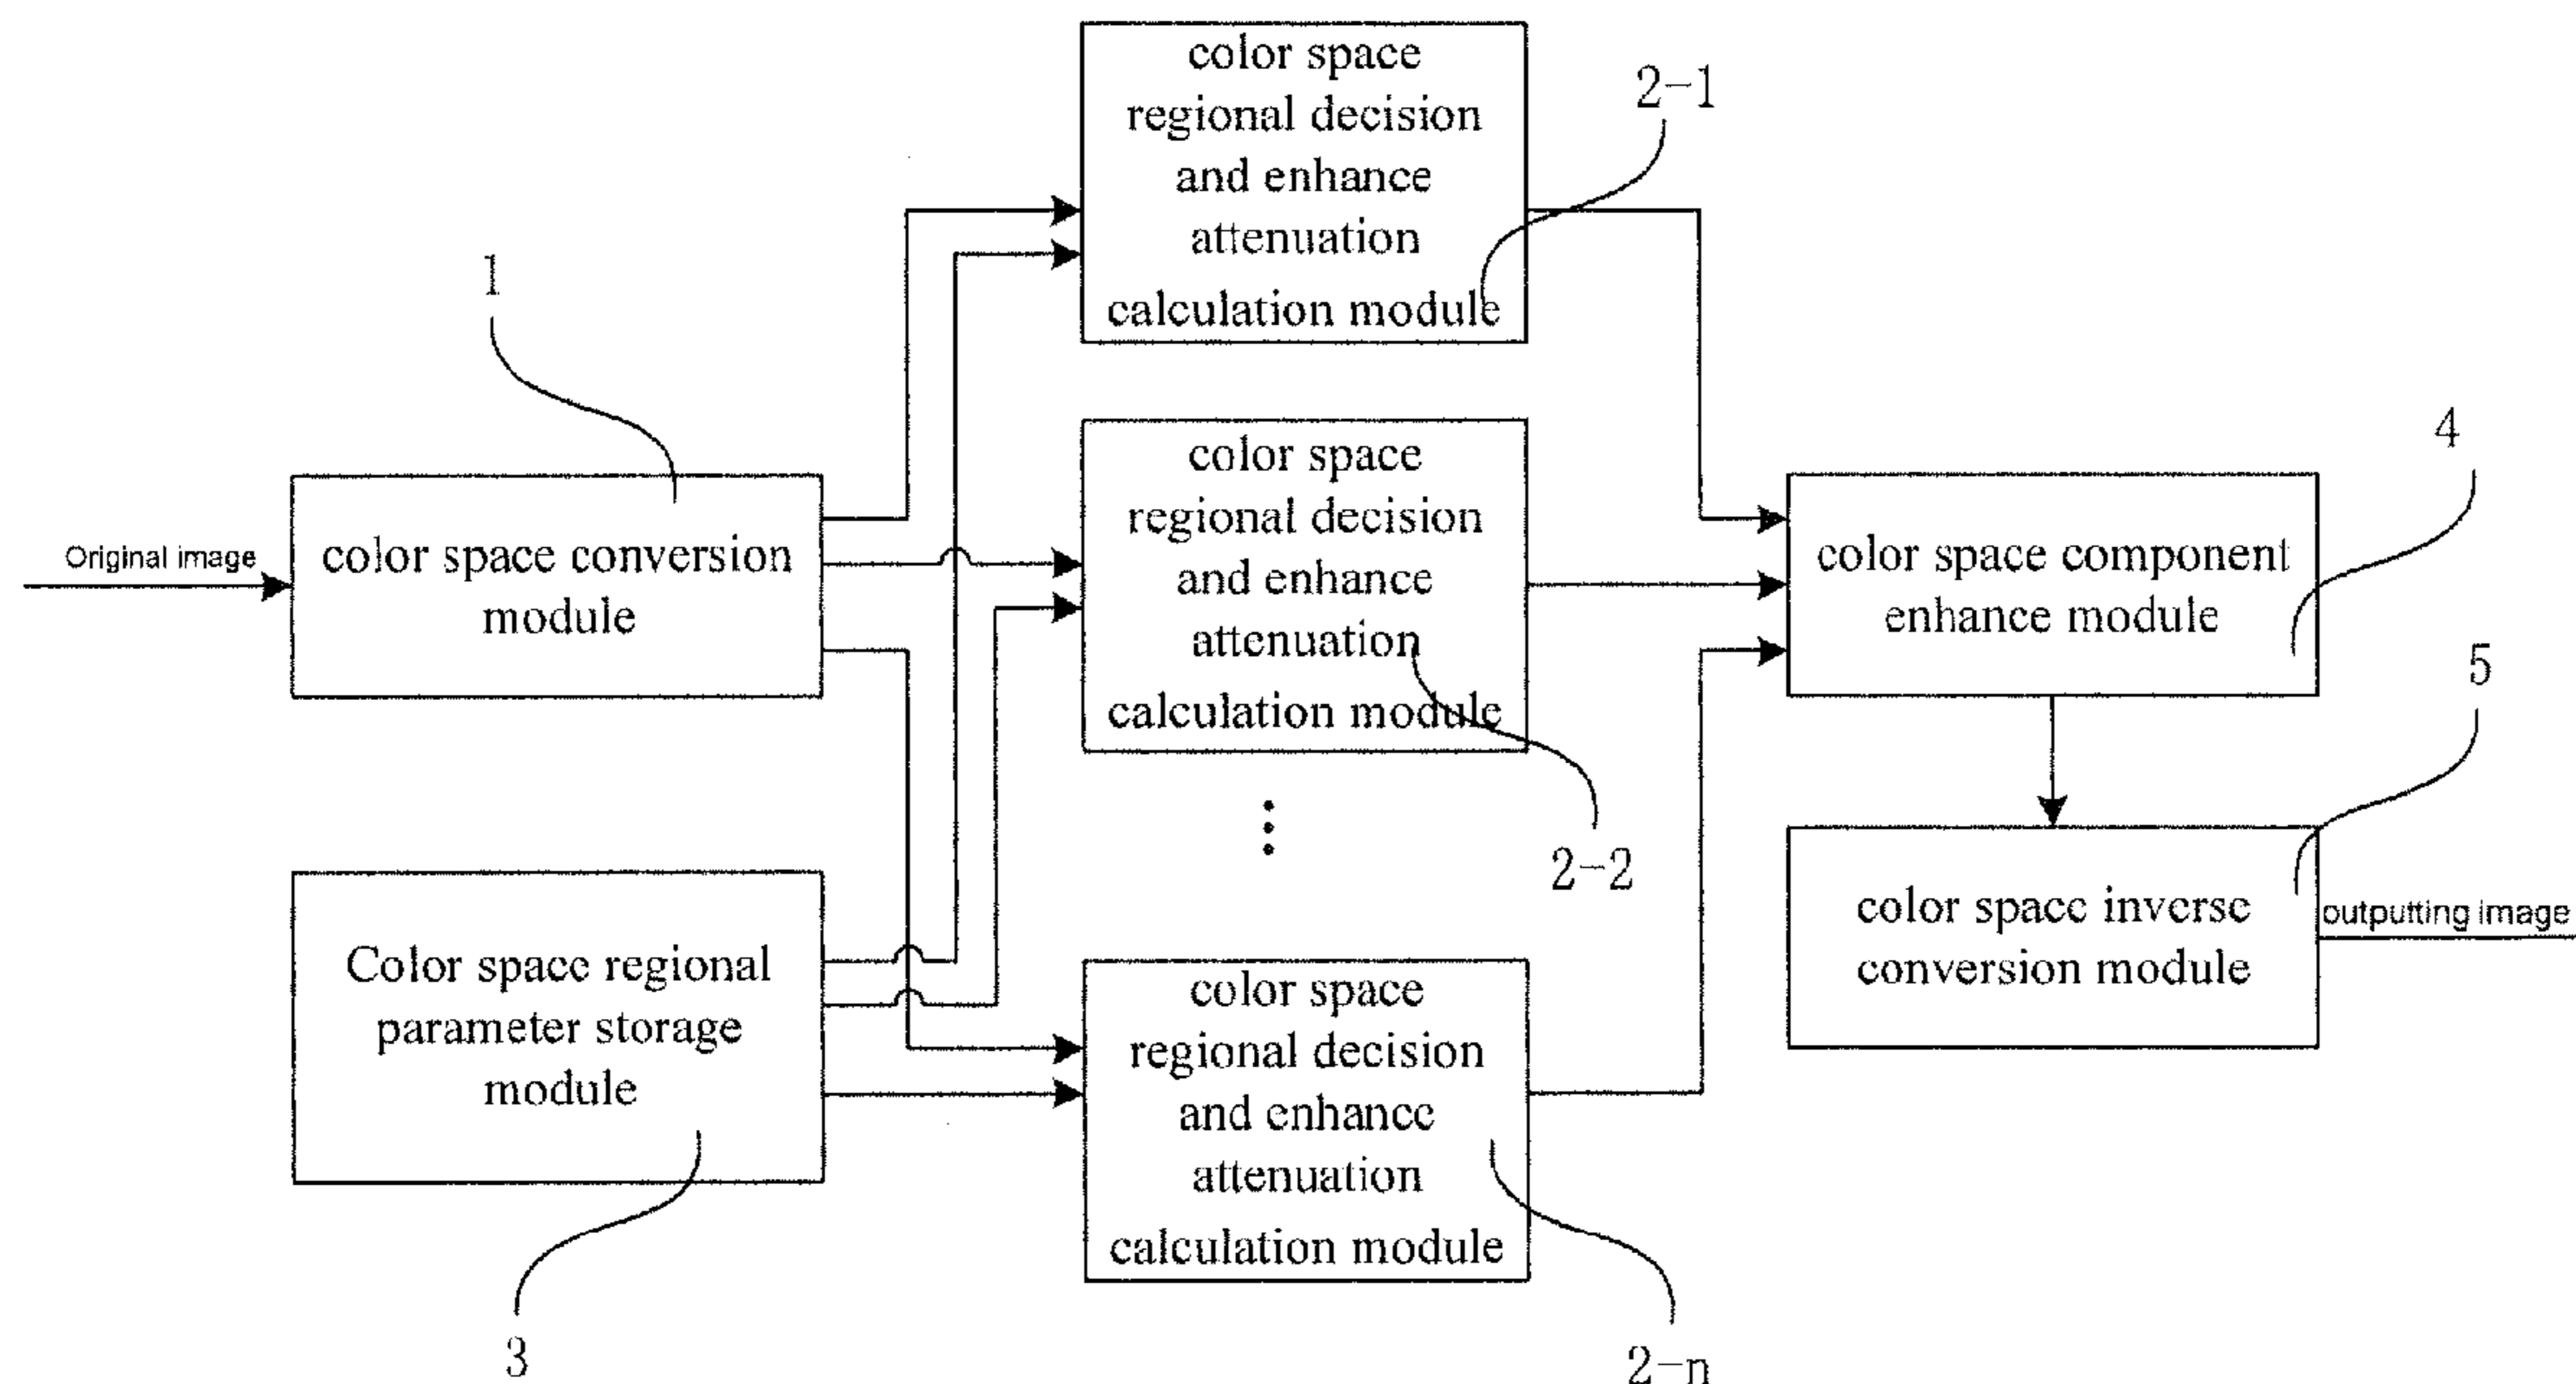 color space
regional decision
and enhance
attenuation
calculation module
2-1
1
Original image
color space conversion
module
color space
regional decision
and enhance
attenuation
calculation module
2-2
4
color space component
enhance module
5
Color space regional
parameter storage
module
3
color space
regional decision
and enhance
attenuation
calculation module
2-n
color space inverse
conversion module
outputting image